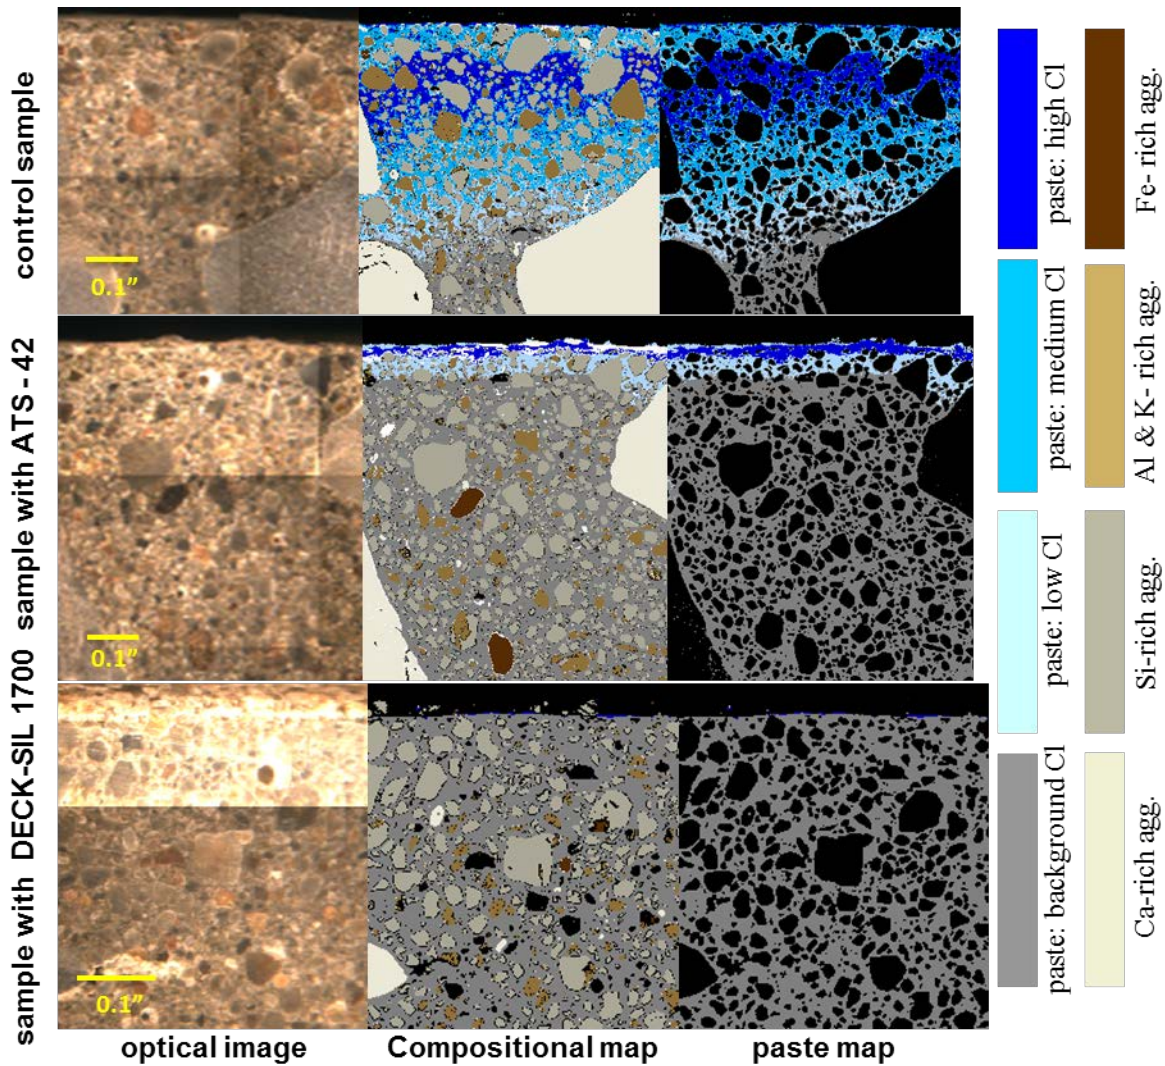 control sample
0.1”
sample with ATS - 42
0.1”
sample with DECK-SIL 1700
0.1”
optical image
Compositional map
paste map
paste: high Cl
paste: medium Cl
paste: low Cl
paste: background Cl
Fe- rich agg.
Al & K- rich agg.
Si-rich agg.
Ca-rich agg.